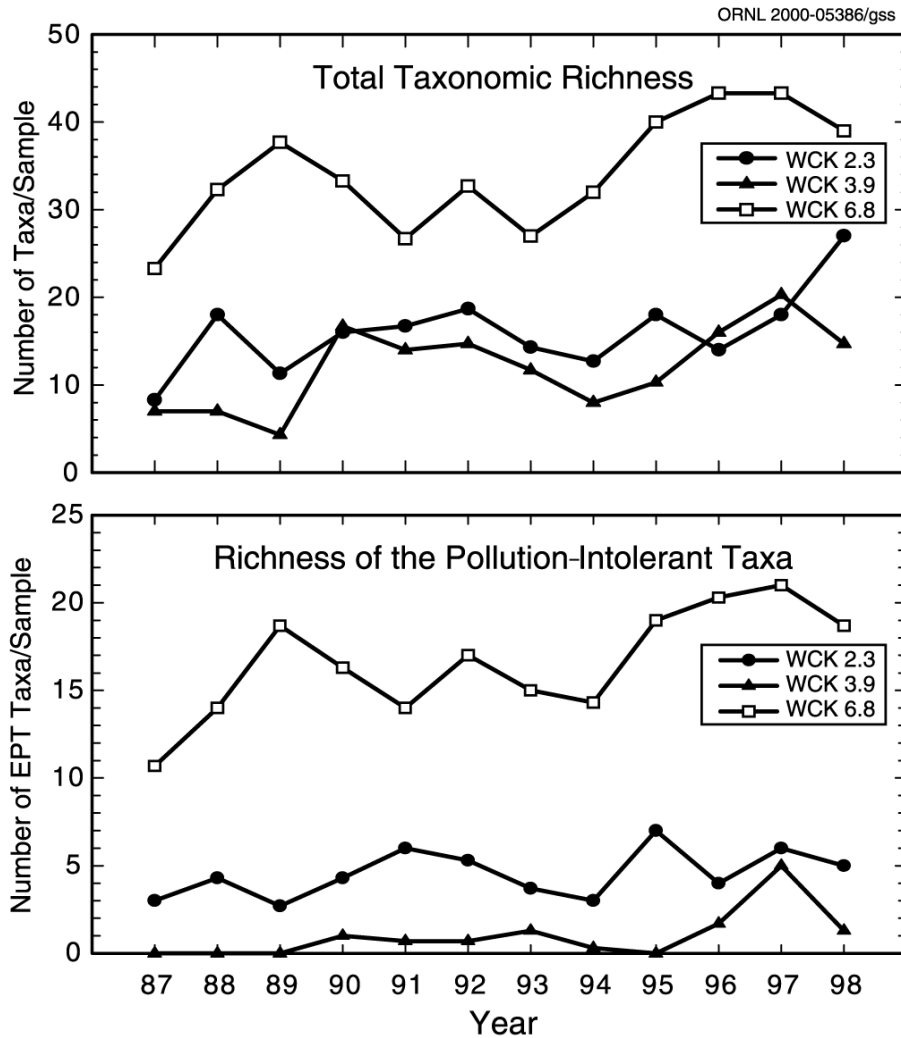 ORNL 2000-05386/gss
Total Taxonomic Richness
Number of Taxa/Sample
50
40
30
20
10
0
WCK 2.3
WCK 3.9
WCK 6.8
Richness of the Pollution-Intolerant Taxa
Number of EPT Taxa/Sample
25
20
15
10
5
0
WCK 2.3
WCK 3.9
WCK 6.8
87 88 89 90 91 92 93 94 95 96 97 98
Year